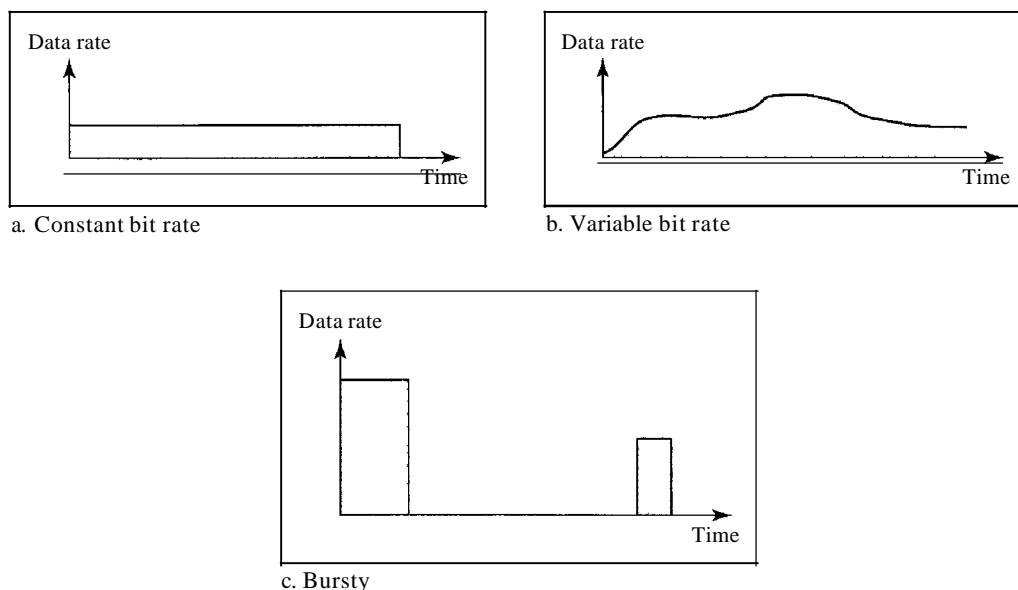 Data rate
Time
a. Constant bit rate
Data rate
Time
b. Variable bit rate
Data rate
Time
c. Bursty